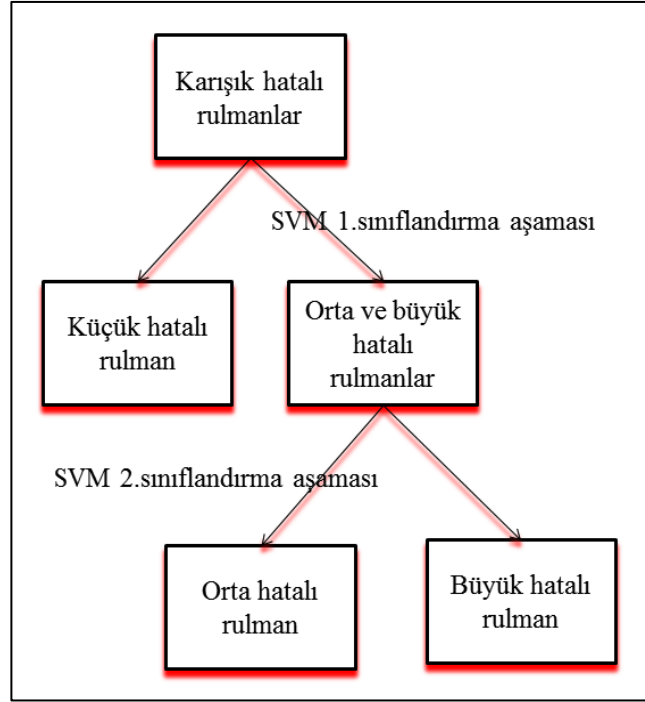 Karışık hatalı
rulmanlar
SVM 1.sınıflandırma aşaması
Küçük hatalı
rulman
Orta ve büyük
hatalı
rulmanlar
SVM 2.sınıflandırma aşaması
Orta hatalı
rulman
Büyük hatalı
rulman